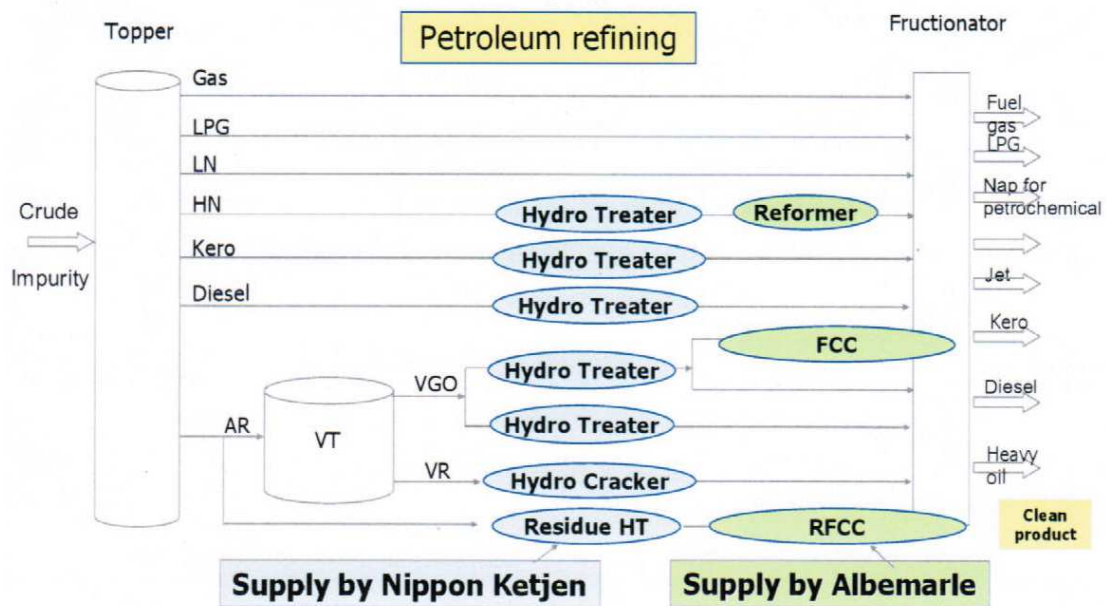 Topper
Petroleum refining
Fructionator
Gas
LPG
LN
HN
Kero
Diesel
Crude
Impurity
Hydro Treater
Reformer
Hydro Treater
Hydro Treater
Hydro Treater
FCC
Hydro Treater
Hydro Cracker
Residue HT
RFCC
AR
VT
VGO
VR
Fuel
gas
LPG
Nap for
petrochemical
Jet
Kero
Diesel
Heavy
oil
Clean
product
Supply by Nippon Ketjen
Supply by Albemarle